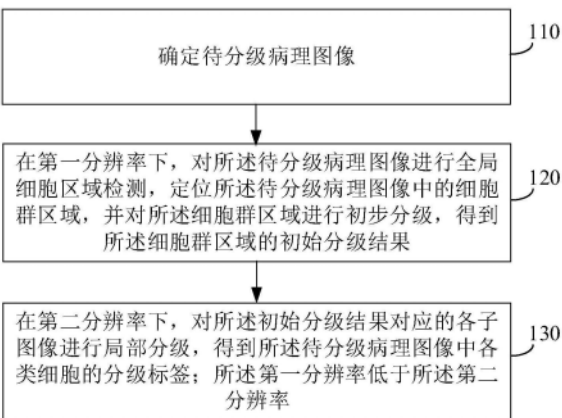 确定待分级病理图像
110
在第一分辨率下，对所述待分级病理图像进行全局
细胞区域检测，定位所述待分级病理图像中的细胞
群区域，并对所述细胞群区域进行初步分级，得到
所述细胞群区域的初始分级结果
120
在第二分辨率下，对所述初始分级结果对应的各子
图像进行局部分级，得到所述待分级病理图像中各
类细胞的分级标签；所述第一分辨率低于所述第二
分辨率
130